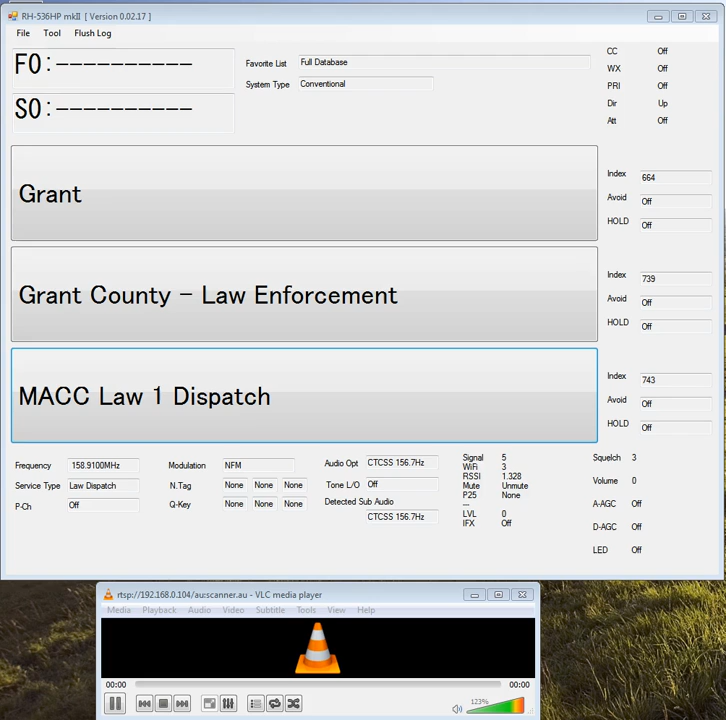 RH-536HP mkII [ Version 0.02.17 ]
File Tool Flush Log
F0:----------
S0:----------
Favorite List Full Database
System Type Conventional
CC Off
WX Off
PRI Off
Dir Up
Att Off
Grant
Index 664
Avoid Off
HOLD Off
Grant County - Law Enforcement
Index 739
Avoid Off
HOLD Off
MACC Law 1 Dispatch
Index 743
Avoid Off
HOLD Off
Frequency 158.9100MHz
Service Type Law Dispatch
P-Ch Off
Modulation NFM
N.Tag None None None
Q-Key None None None
Audio Opt CTCSS 156.7Hz
Tone L/O Off
Detected Sub Audio
CTCSS 156.7Hz
Signal 5
WiFi 3
RSSI 1.328
Mute Unmute
P25 None
---
LVL 0
IFX Off
Squelch 3
Volume 0
A-AGC Off
D-AGC Off
LED Off
rtsp://192.168.0.104/au:scanner.au - VLC media player
Media Playback Audio Video Subtitle Tools View Help
00:00 00:00
123%